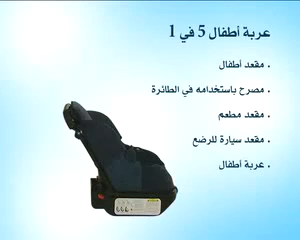 عربة أطفال 5 في 1
. مقعد أطفال
. مصرح باستخدامه في الطائرة
. مقعد مطعم
. مقعد سيارة للرضع
. عربة أطفال